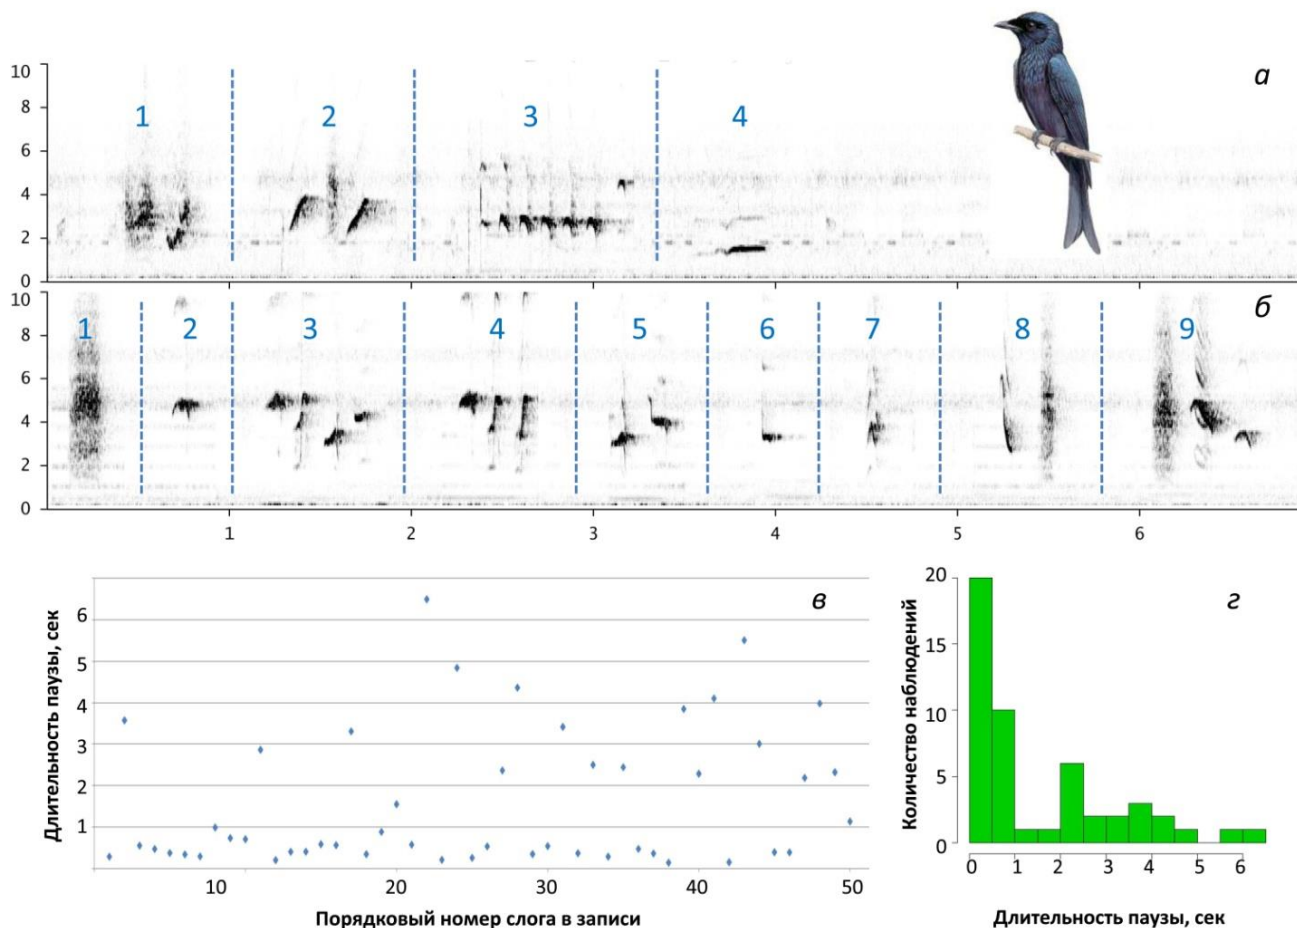 а
10
8
6
4
2
0
1 2 3 4
б
10
8
6
4
2
0
1 2 3 4 5 6 7 8 9
1 2 3 4 5 6
в
Длительность паузы, сек
6
5
4
3
2
1
10 20 30 40 50
Порядковый номер слога в записи
г
Количество наблюдений
20
15
10
5
0
0 1 2 3 4 5 6
Длительность паузы, сек